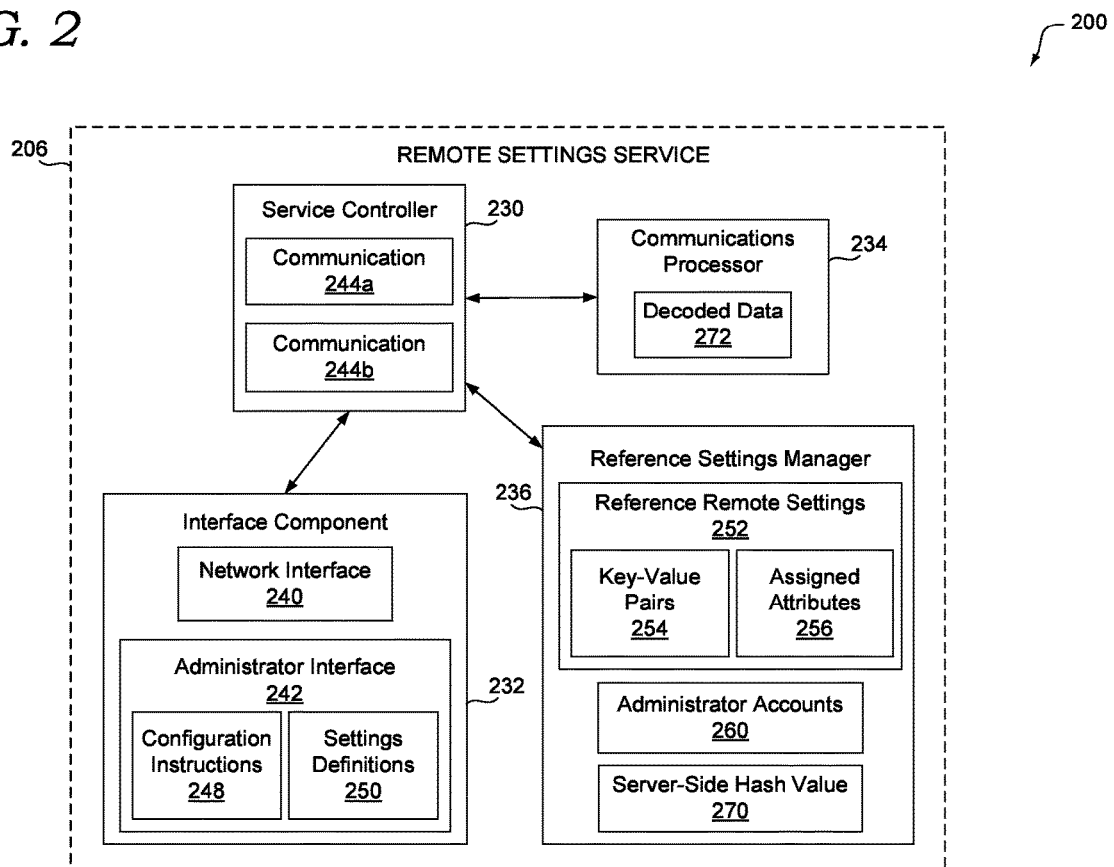 G. 2
200
206
REMOTE SETTINGS SERVICE
Service Controller
230
Communication
244a
Communication
244b
Communications
Processor
234
Decoded Data
272
Interface Component
Network Interface
240
Administrator Interface
242
232
Configuration
Instructions
248
Settings
Definitions
250
236
Reference Settings Manager
Reference Remote Settings
252
Key-Value
Pairs
254
Assigned
Attributes
256
Administrator Accounts
260
Server-Side Hash Value
270